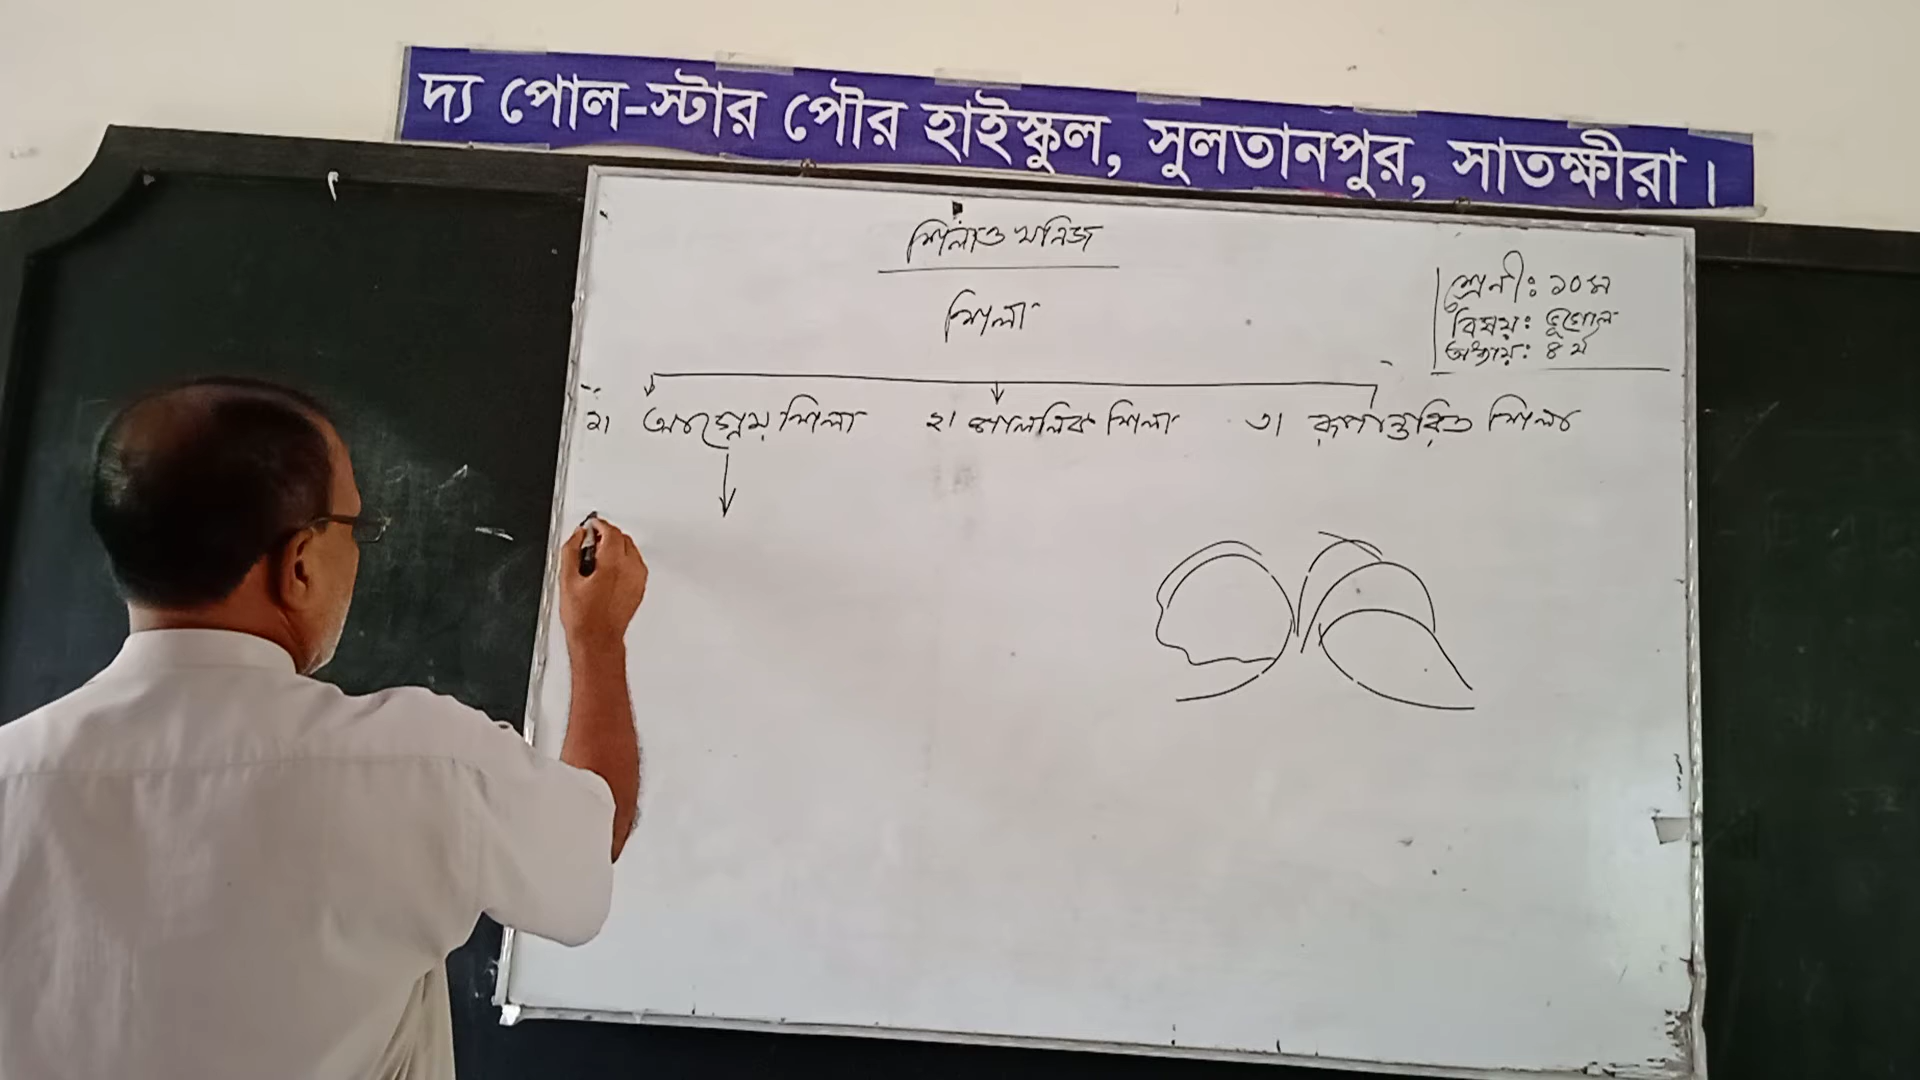 দ্য পোল-স্টার পৌর হাইস্কুল, সুলতানপুর, সাতক্ষীরা।
শিলা ও খনিজ
শিলা
শ্রেনী: ১০ম
বিষয়: ভূগোল
অধ্যায়: ৪র্থ
১। আগ্নেয় শিলা ২। পাললিক শিলা ৩। রূপান্তরিত শিলা